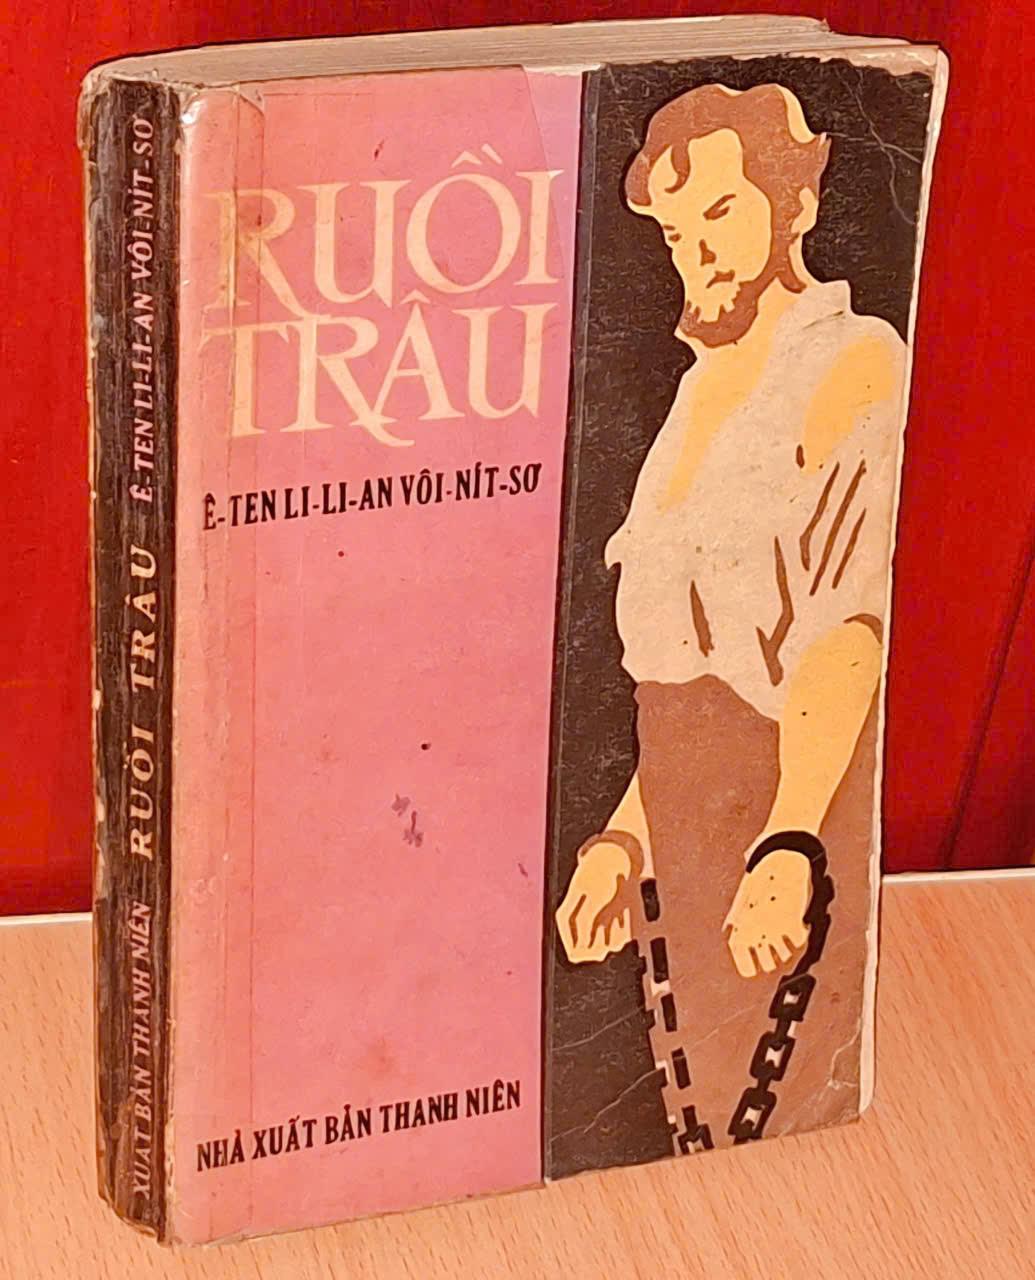 RUỒI
TRÂU
Ê-TEN LI-LI-AN VÔI-NÍT-SƠ
NHÀ XUẤT BẢN THANH NIÊN
XUẤT BẢN THANH NIÊN RUỒI TRÂU Ê-TEN LI-LI-AN VÔI-NÍT-SƠ